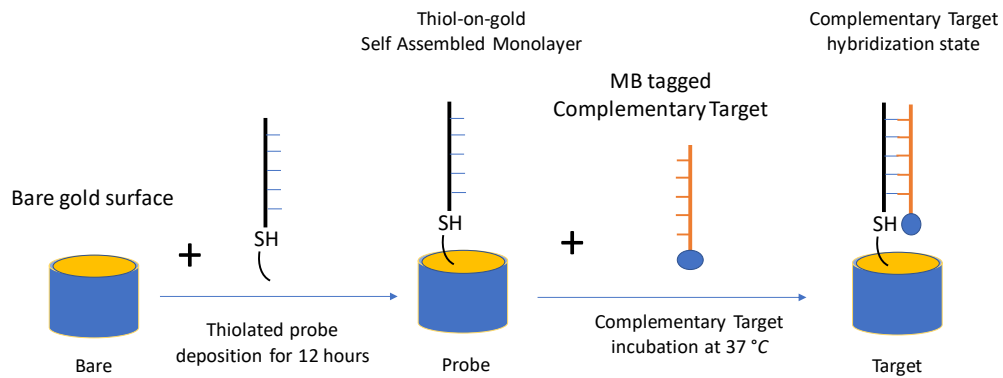 Thiol-on-gold
Self Assembled Monolayer
Complementary Target
hybridization state
MB tagged
Complementary Target
Bare gold surface
SH
SH
SH
+
+
Thiolated probe
deposition for 12 hours
Complementary Target
incubation at 37 °C
Bare
Probe
Target